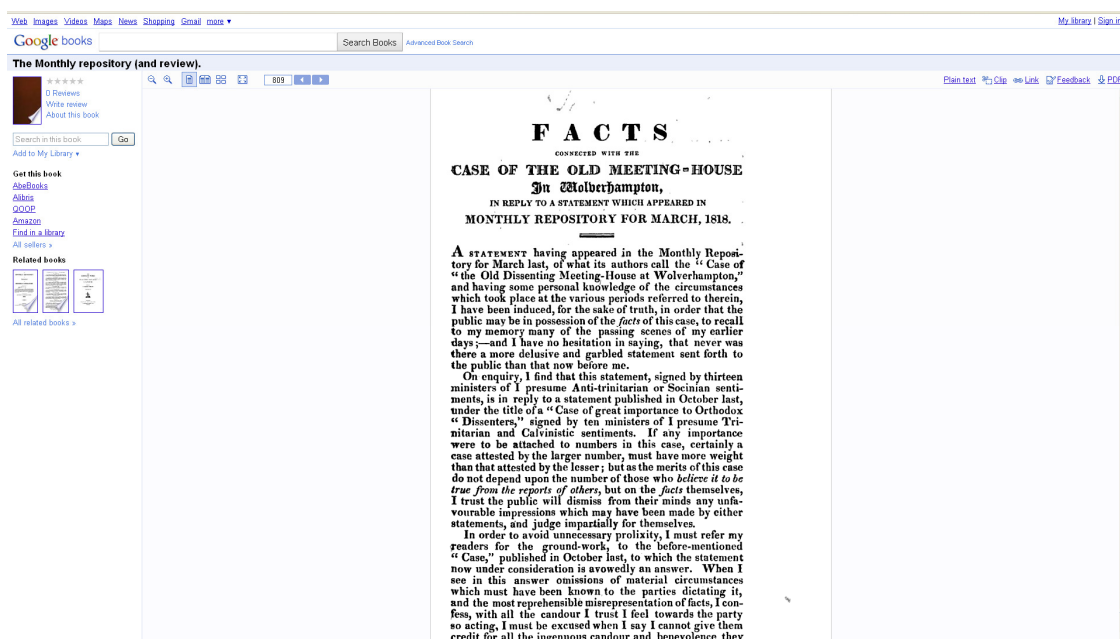 Web Images Videos Maps News Shopping Gmail more ▼
My library | Sign in
Google books
Search Books
Advanced Book Search
The Monthly repository (and review).
809
Plain text Clip Link Feedback PDF
0 Reviews
Write review
About this book
Search in this book
Go
Add to My Library ▾
Get this book
AbeBooks
Alibris
QOOP
Amazon
Find in a library
All sellers »
Related books
All related books »
FACTS
CONNECTED WITH THE
CASE OF THE OLD MEETING-HOUSE
In Wolverhampton,
IN REPLY TO A STATEMENT WHICH APPEARED IN
MONTHLY REPOSITORY FOR MARCH, 1818.
A STATEMENT having appeared in the Monthly Reposi-
tory for March last, of what its authors call the “ Case of
“ the Old Dissenting Meeting-House at Wolverhampton,”
and having some personal knowledge of the circumstances
which took place at the various periods referred to therein,
I have been induced, for the sake of truth, in order that the
public may be in possession of the facts of this case, to recall
to my memory many of the passing scenes of my earlier
days ;—and I have no hesitation in saying, that never was
there a more delusive and garbled statement sent forth to
the public than that now before me.
On enquiry, I find that this statement, signed by thirteen
ministers of I presume Anti-trinitarian or Socinian senti-
ments, is in reply to a statement published in October last,
under the title of a “ Case of great importance to Orthodox
“ Dissenters,” signed by ten ministers of I presume Tri-
nitarian and Calvinistic sentiments. If any importance
were to be attached to numbers in this case, certainly a
case attested by the larger number, must have more weight
than that attested by the lesser ; but as the merits of this case
do not depend upon the number of those who believe it to be
true from the reports of others, but on the facts themselves,
I trust the public will dismiss from their minds any unfa-
vourable impressions which may have been made by either
statements, and judge impartially for themselves.
In order to avoid unnecessary prolixity, I must refer my
readers for the ground-work, to the before-mentioned
“ Case,” published in October last, to which the statement
now under consideration is avowedly an answer. When I
see in this answer omissions of material circumstances
which must have been known to the parties dictating it,
and the most reprehensible misrepresentation of facts, I con-
fess, with all the candour I trust I feel towards the party
so acting, I must be excused when I say I cannot give them
credit for all the ingenuous candour and benevolence they